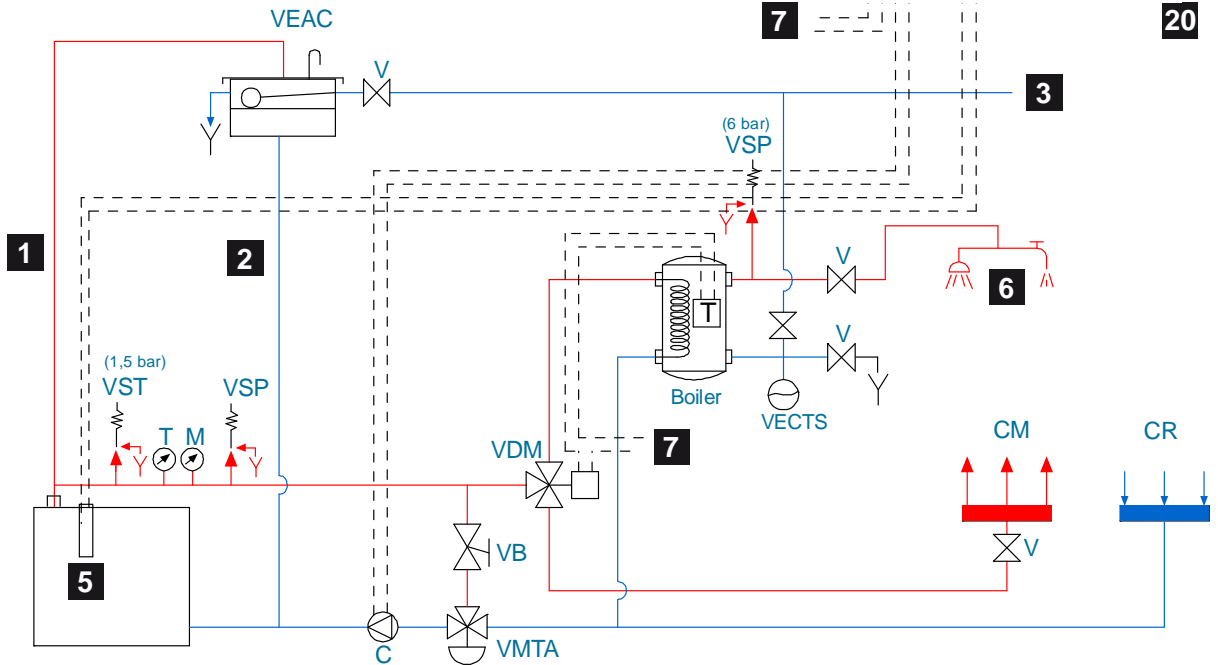 VEAC
7
20
V
3
(6 bar)
VSP
1
2
V
6
T
V
(1,5 bar)
VST
VSP
Boiler
VECTS
T
M
VDM
7
CM
CR
VB
V
5
C
VMTA